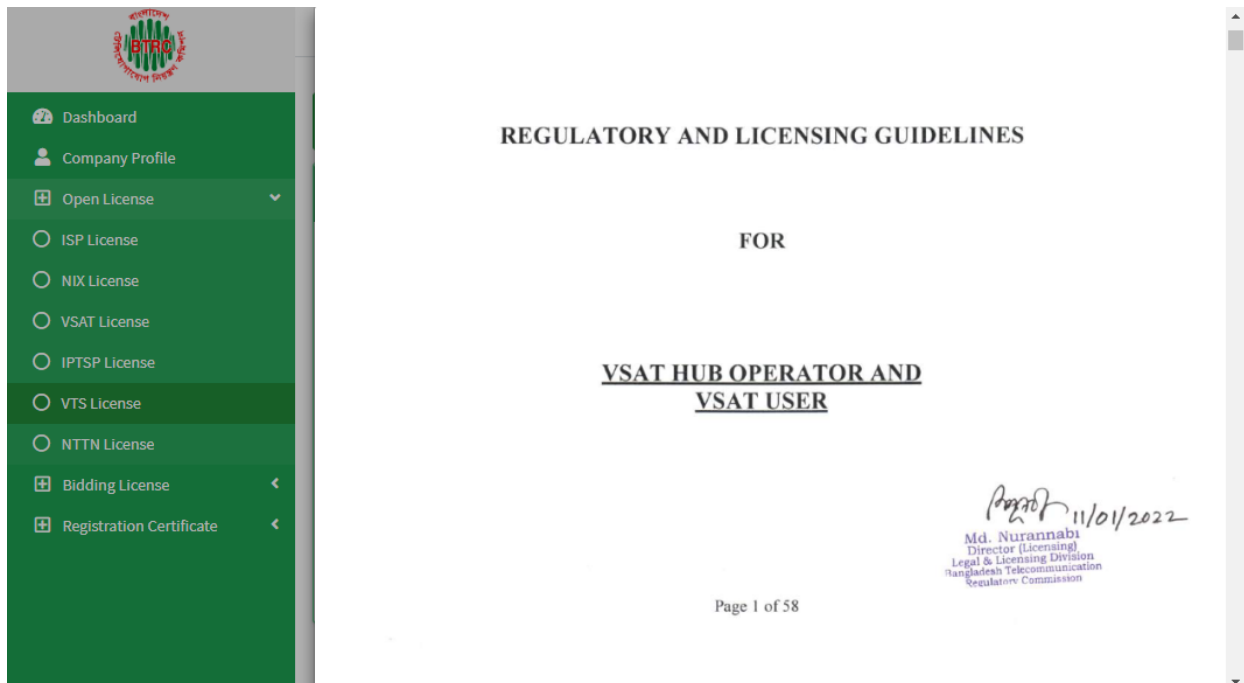 বাংলাদেশ
BTRC
Dashboard
Company Profile
Open License
ISP License
NIX License
VSAT License
IPTSP License
VTS License
NTTN License
Bidding License
Registration Certificate
REGULATORY AND LICENSING GUIDELINES
FOR
VSAT HUB OPERATOR AND
VSAT USER
11/01/2022
Md. Nurannabi
Director (Licensing)
Legal & Licensing Division
Bangladesh Telecommunication
Regulatory Commission
Page 1 of 58